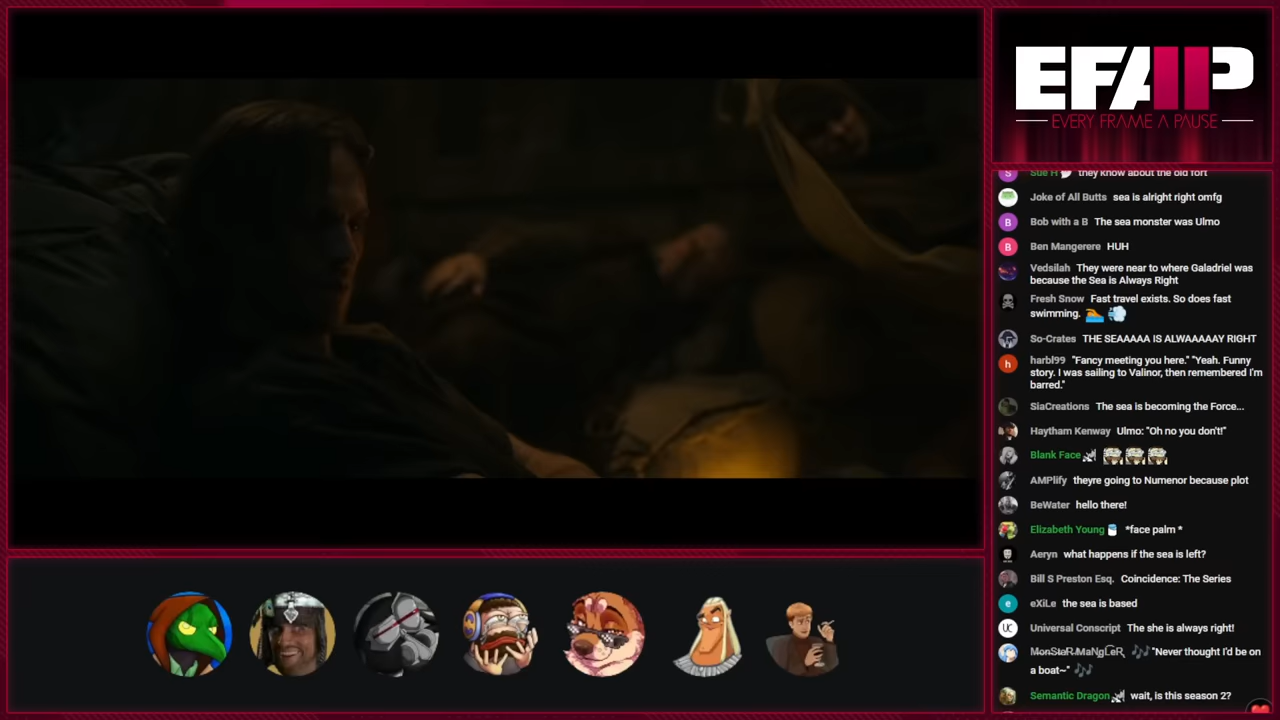 EFAP
EVERY FRAME A PAUSE
Sue H they know about the old fort
Joke of All Butts sea is alright right omfg
B Bob with a B The sea monster was Ulmo
B Ben Mangerere HUH
Vedsilah They were near to where Galadriel was
because the Sea is Always Right
Fresh Snow Fast travel exists. So does fast
swimming.
So-Crates THE SEAAAAA IS ALWAAAAAY RIGHT
h harbl99 "Fancy meeting you here." "Yeah. Funny
story. I was sailing to Valinor, then remembered I'm
barred."
SiaCreations The sea is becoming the Force...
Haytham Kenway Ulmo: "Oh no you don't!"
Blank Face
AMPlify theyre going to Numenor because plot
BeWater hello there!
Elizabeth Young *face palm *
Aeryn what happens if the sea is left?
Bill S Preston Esq. Coincidence: The Series
e eXiLe the sea is based
UC Universal Conscript The she is always right!
MonSteR MaNgLeR "Never thought I'd be on
a boat~"
Semantic Dragon wait, is this season 2?